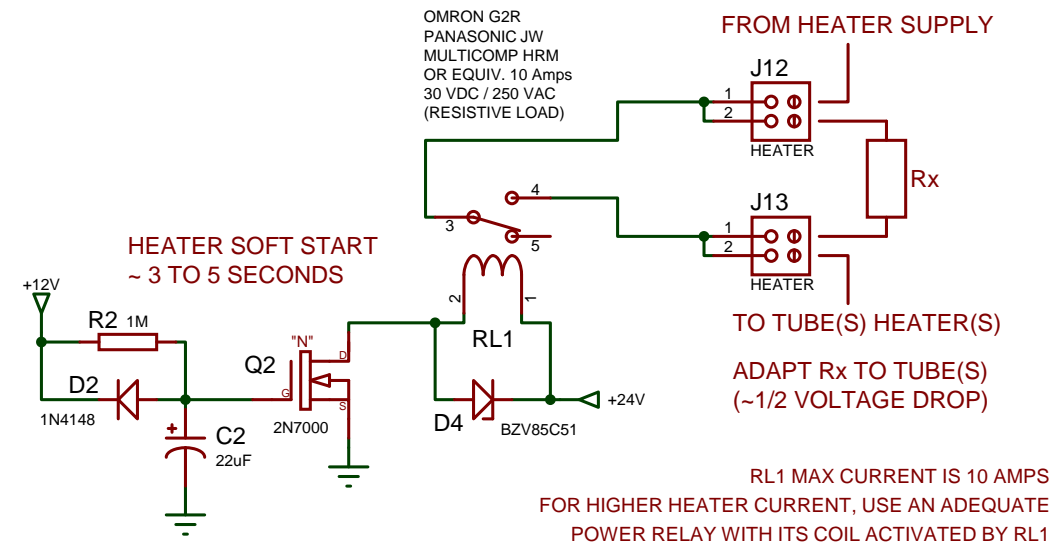 OMRON G2R
PANASONIC JW
MULTICOMP HRM
OR EQUIV. 10 Amps
30 VDC / 250 VAC
(RESISTIVE LOAD)
FROM HEATER SUPPLY
J12
1
2
HEATER
Rx
J13
1
2
HEATER
TO TUBE(S) HEATER(S)
ADAPT Rx TO TUBE(S)
(~1/2 VOLTAGE DROP)
3
4
5
HEATER SOFT START
~ 3 TO 5 SECONDS
+12V
R2 1M
D2
1N4148
+
C2
22uF
Q2
"N"
D
G
S
2N7000
2
1
RL1
D4
BZV85C51
+24V
RL1 MAX CURRENT IS 10 AMPS
FOR HIGHER HEATER CURRENT, USE AN ADEQUATE
POWER RELAY WITH ITS COIL ACTIVATED BY RL1